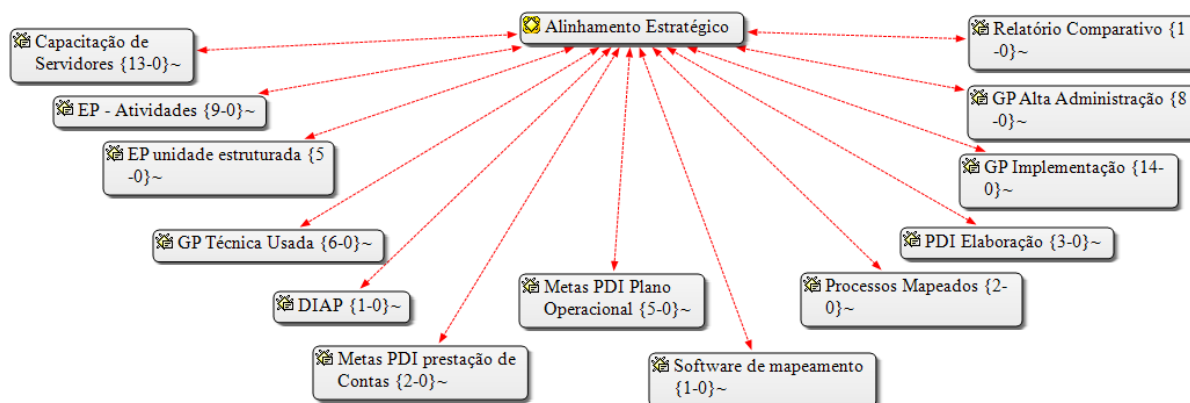 Alinhamento Estratégico
Capacitação de
Servidores {13-0}~
Relatório Comparativo {1
-0}~
EP - Atividades {9-0}~
GP Alta Administração {8
-0}~
EP unidade estruturada {5
-0}~
GP Implementação {14-
0}~
GP Técnica Usada {6-0}~
PDI Elaboração {3-0}~
DIAP {1-0}~
Metas PDI Plano
Operacional {5-0}~
Processos Mapeados {2-
0}~
Metas PDI prestação de
Contas {2-0}~
Software de mapeamento
{1-0}~